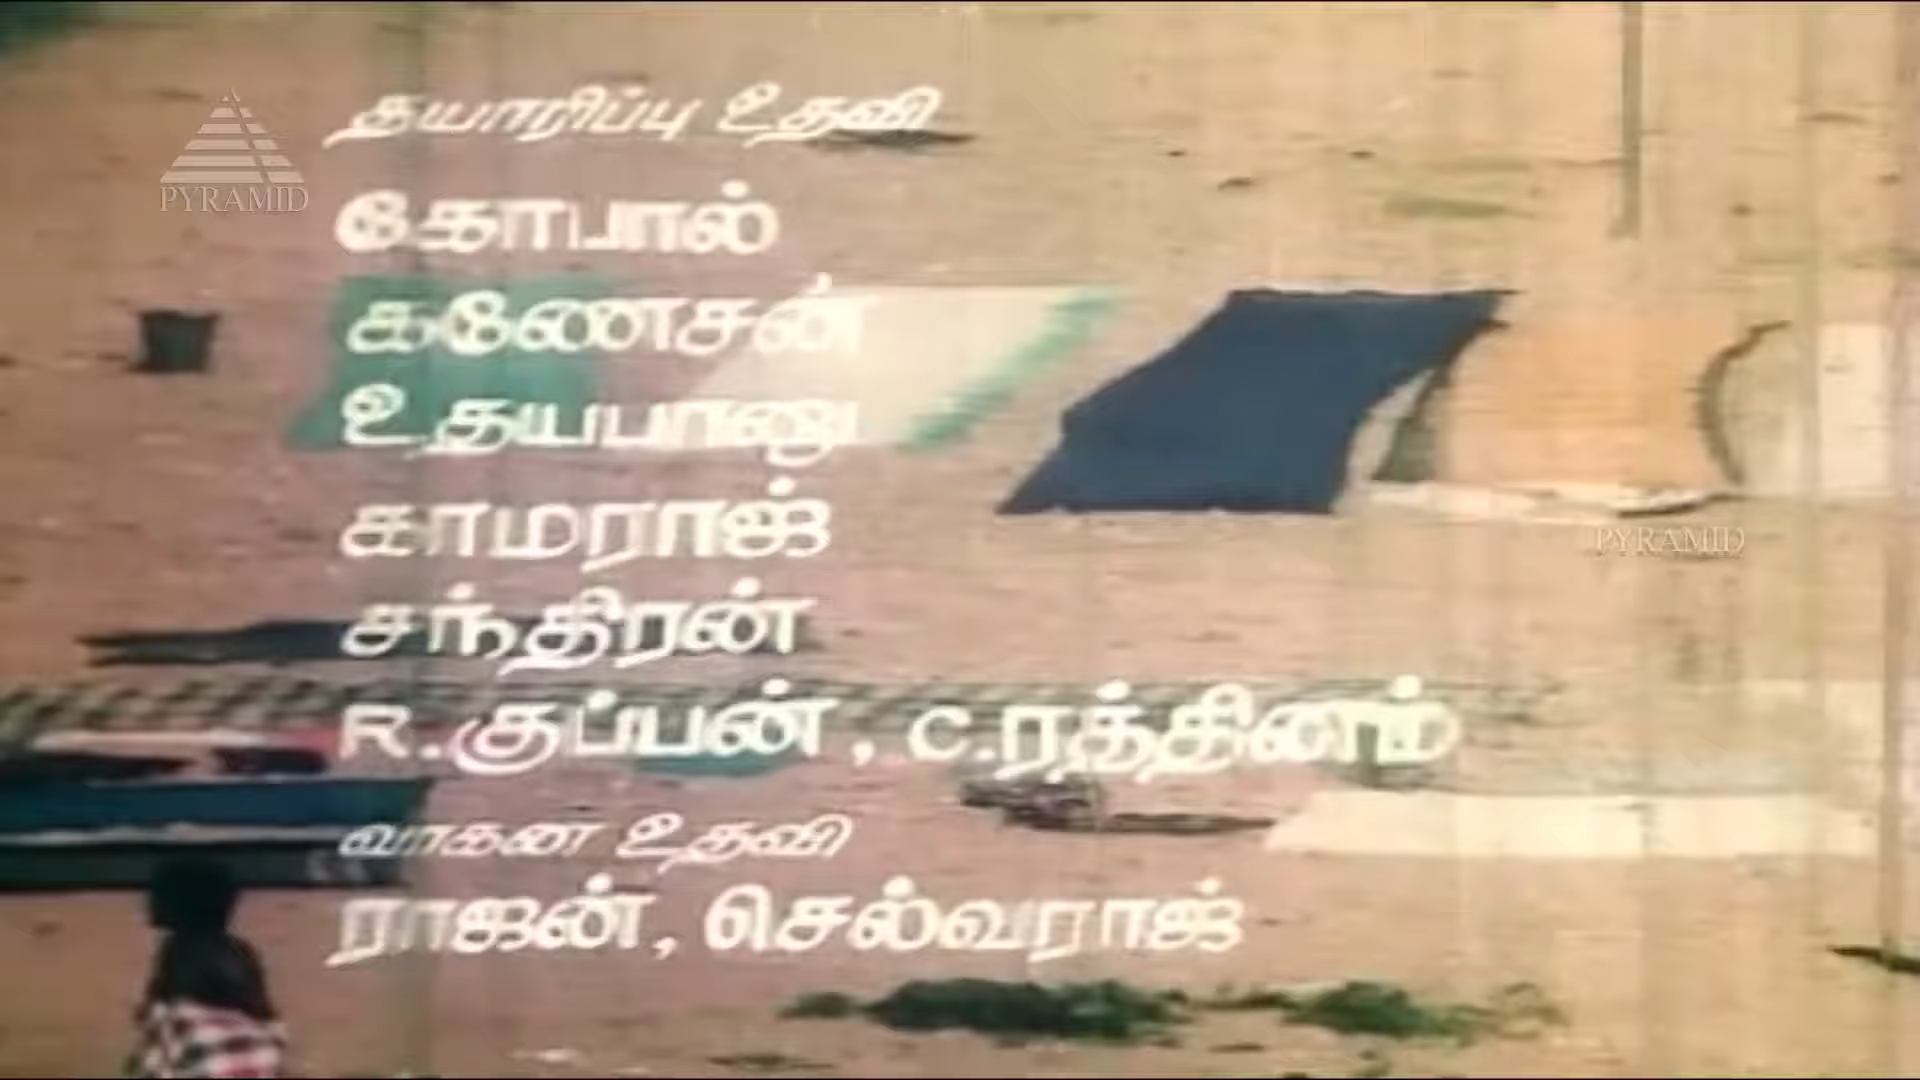 தயாரிப்பு உதவி
PYRAMID
கோபால்
கணேசன்
உதயபானு
காமராஜ்
PYRAMID
சந்திரன்
R. குப்பன், C. ரத்தினம்
வாகன உதவி
ராஜன், செல்வராஜ்